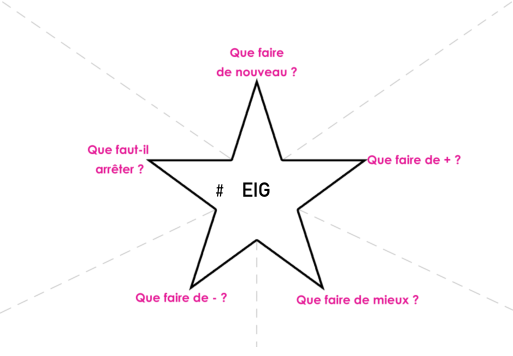 Que faire
de nouveau ?
Que faut-il
arrêter ?
Que faire de + ?
# EIG
Que faire de - ?
Que faire de mieux ?